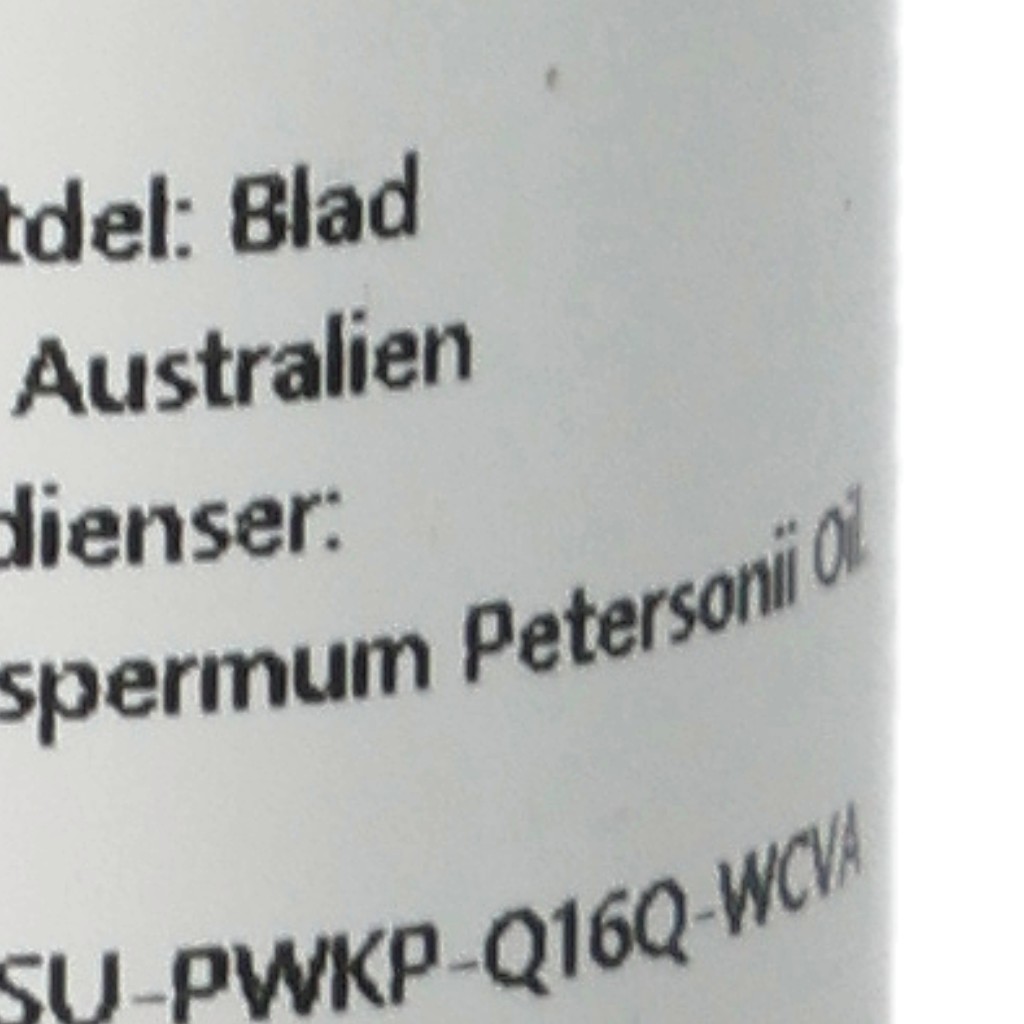 tdel: Blad
Australien
dienser:
spermum Petersonii Oil
SU-PWKP-Q16Q-WCVA